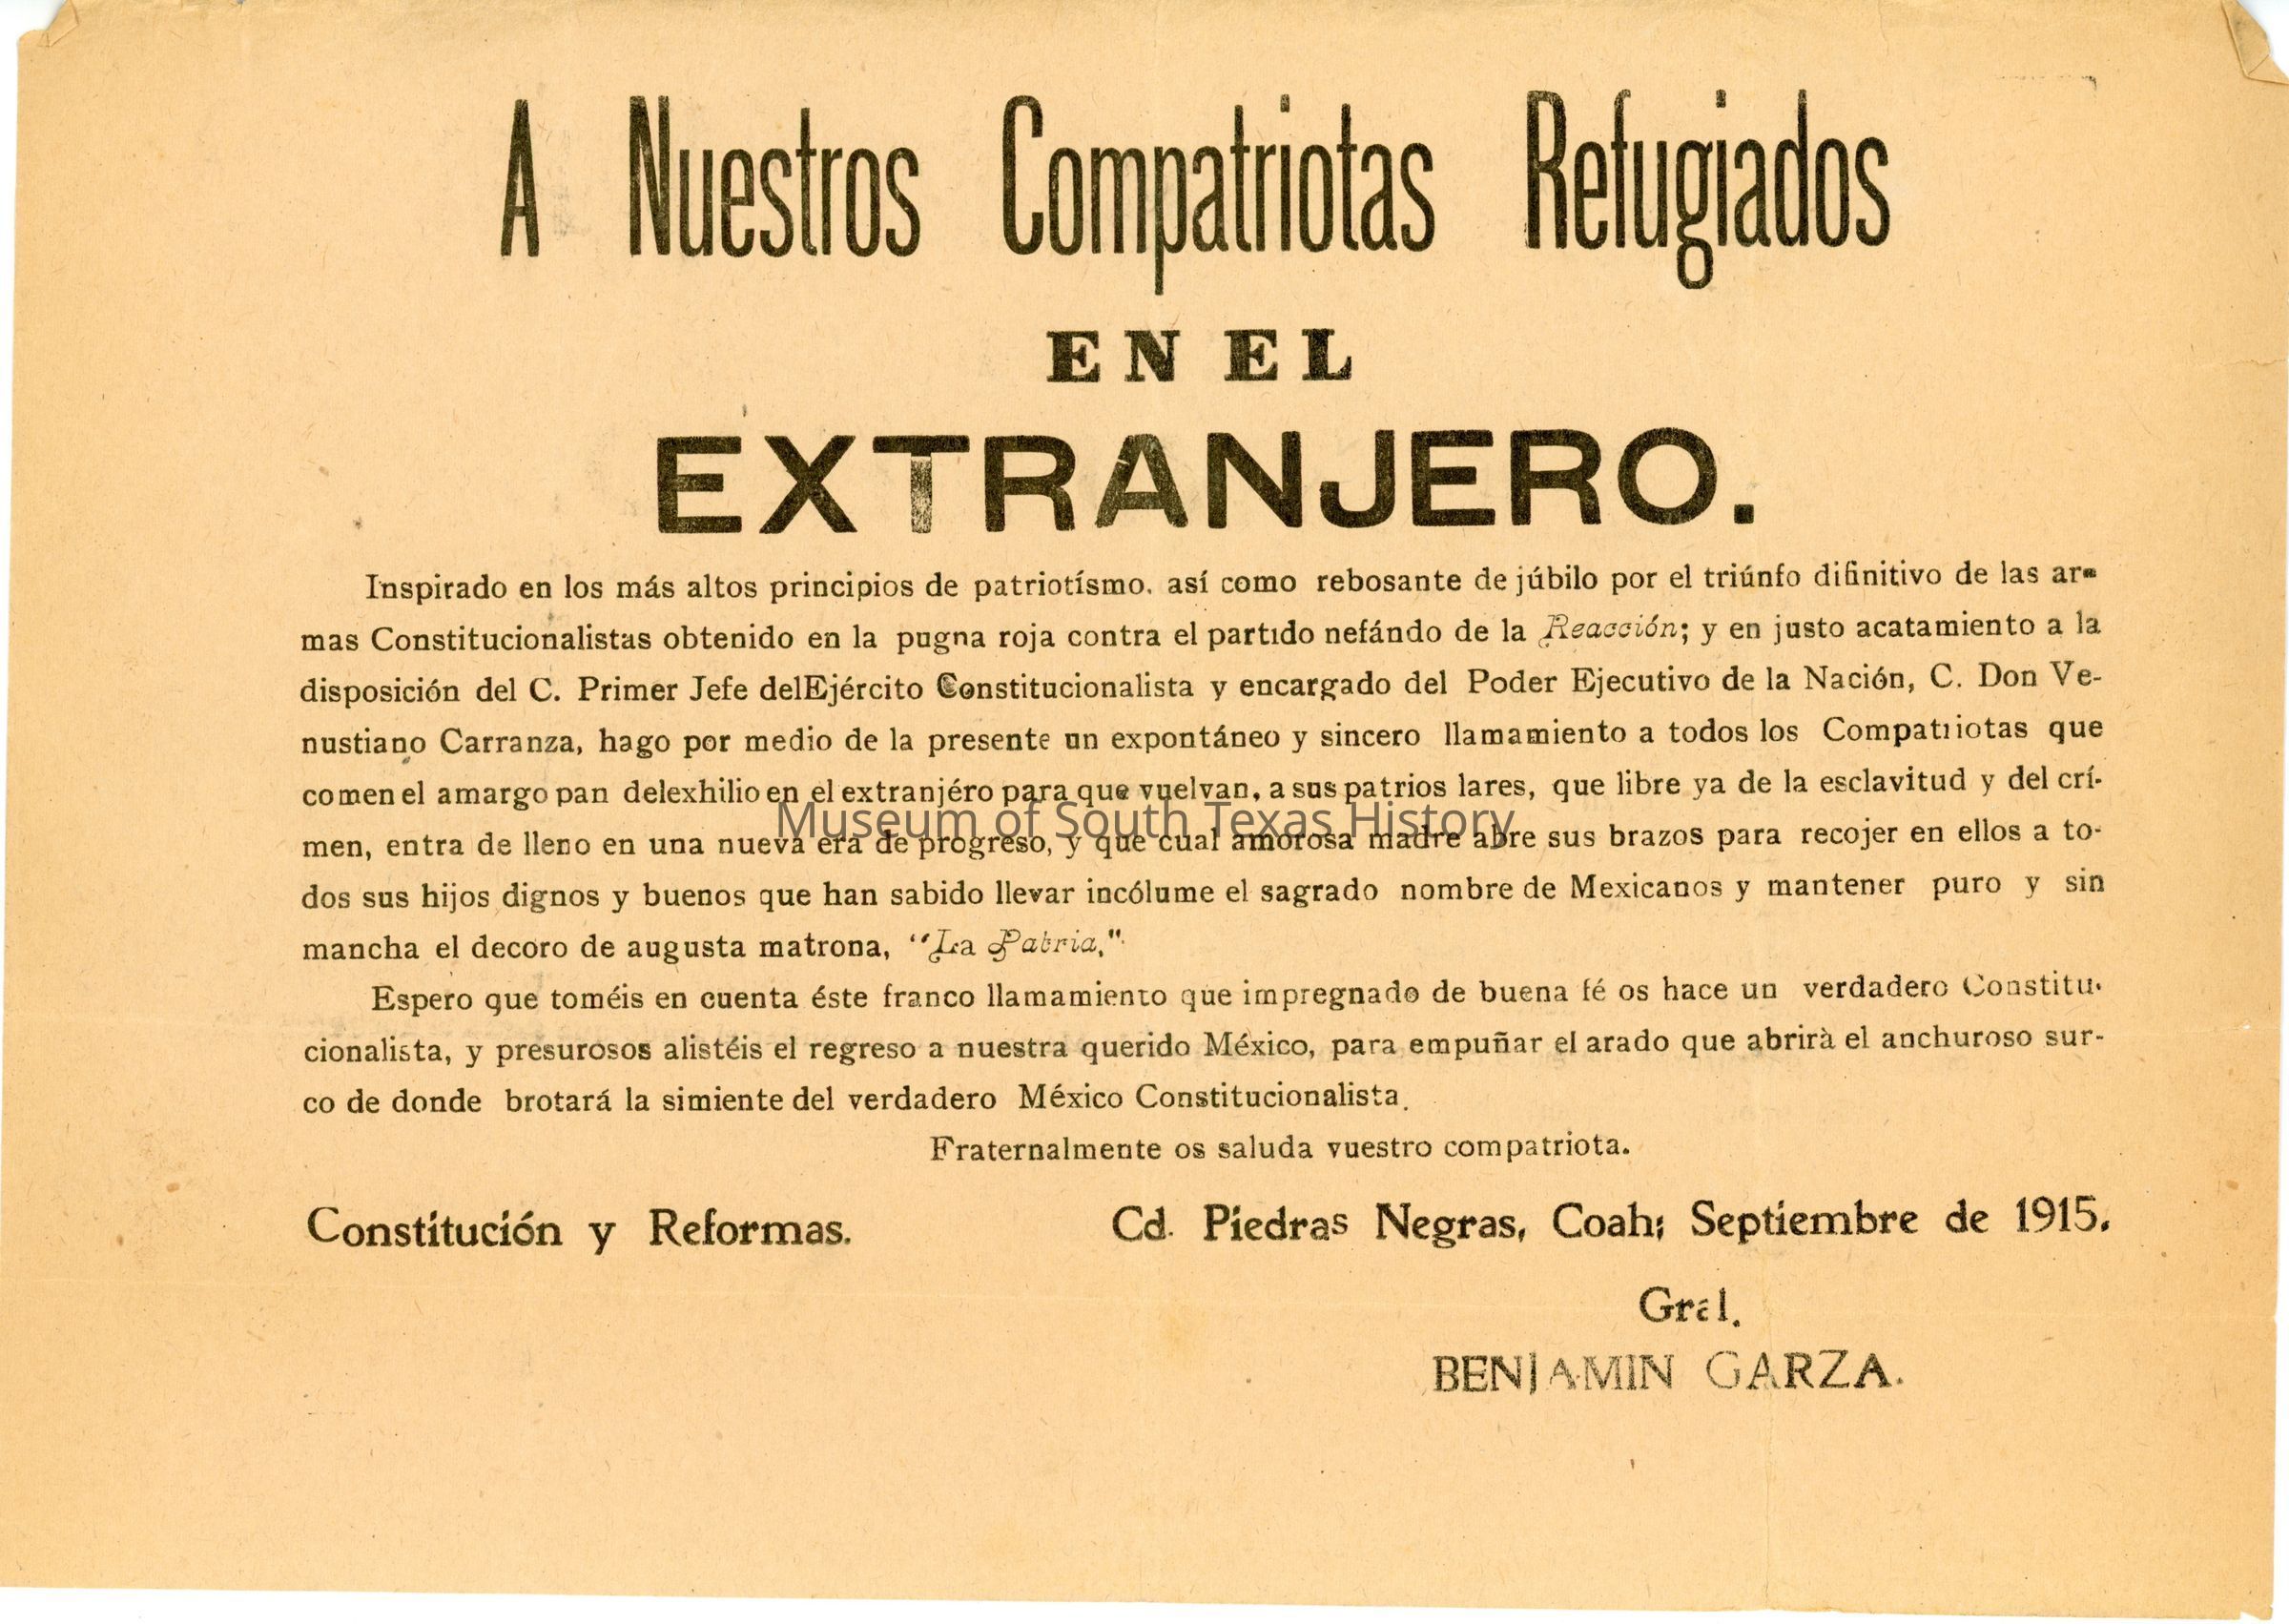 A Nuestros Compatriotas Refugiados
EN EL
EXTRANJERO.
Inspirado en los más altos principios de patriotísmo. así como rebosante de júbilo por el triúnfo difinitivo de las ar-
mas Constitucionalistas obtenido en la pugna roja contra el partido nefándo de la Reacción; y en justo acatamiento a la
disposición del C. Primer Jefe delEjército Constitucionalista y encargado del Poder Ejecutivo de la Nación, C. Don Ve-
nustiano Carranza, hago por medio de la presente un expontáneo y sincero llamamiento a todos los Compatriotas que
comen el amargo pan delexhilio en el extranjéro para que vuelvan, a sus patrios lares, que libre ya de la esclavitud y del crí-
Museum of South Texas History
men, entra de lleno en una nueva era de progreso, y que cual amorosa madre abre sus brazos para recojer en ellos a to-
dos sus hijos dignos y buenos que han sabido llevar incólume el sagrado nombre de Mexicanos y mantener puro y sin
mancha el decoro de augusta matrona, "La Patria,"
Espero que toméis en cuenta éste franco llamamiento que impregnado de buena fé os hace un verdadero Constitu-
cionalista, y presurosos alistéis el regreso a nuestra querido México, para empuñar el arado que abrirà el anchuroso sur-
co de donde brotará la simiente del verdadero México Constitucionalista.
Fraternalmente os saluda vuestro compatriota.
Constitución y Reformas. Cd. Piedras Negras, Coah; Septiembre de 1915.
Gral.
BENJAMIN GARZA.